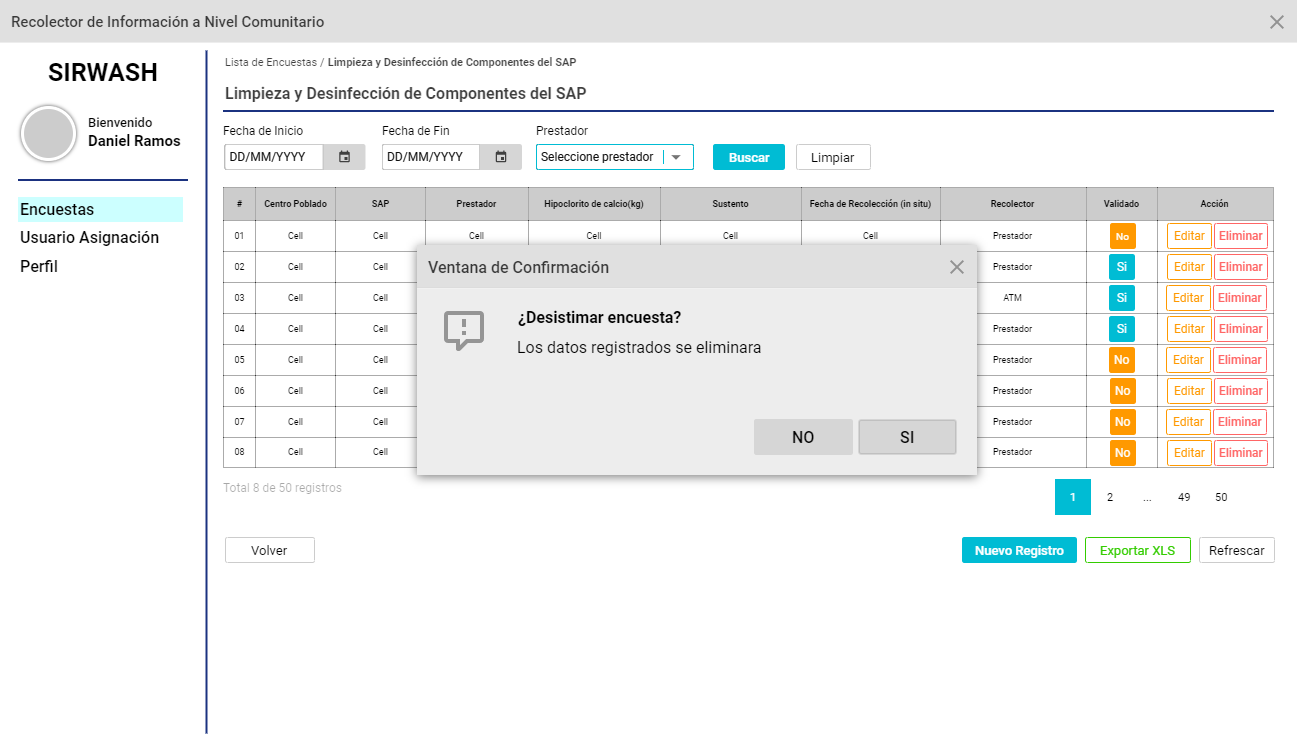 Recolector de Información a Nivel Comunitario
SIRWASH
Bienvenido
Daniel Ramos
Encuestas
Usuario Asignación
Perfil
Lista de Encuestas / Limpieza y Desinfección de Componentes del SAP
Limpieza y Desinfección de Componentes del SAP
Fecha de Inicio Fecha de Fin Prestador
DD/MM/YYYY DD/MM/YYYY Seleccione prestador Buscar Limpiar
# Centro Poblado SAP Prestador Hipoclorito de calcio(kg) Sustento Fecha de Recolección (in situ) Recolector Validado Acción
01 Cell Cell Cell Cell Cell Cell Prestador No Editar Eliminar
02 Cell Cell Prestador Si Editar Eliminar
03 Cell Cell ATM Si Editar Eliminar
04 Cell Cell Prestador Si Editar Eliminar
05 Cell Cell Prestador No Editar Eliminar
06 Cell Cell Prestador No Editar Eliminar
07 Cell Cell Prestador No Editar Eliminar
08 Cell Cell Prestador No Editar Eliminar
Ventana de Confirmación
¿Desistimar encuesta?
Los datos registrados se eliminara
NO SI
Total 8 de 50 registros
1 2 ... 49 50
Volver Nuevo Registro Exportar XLS Refrescar